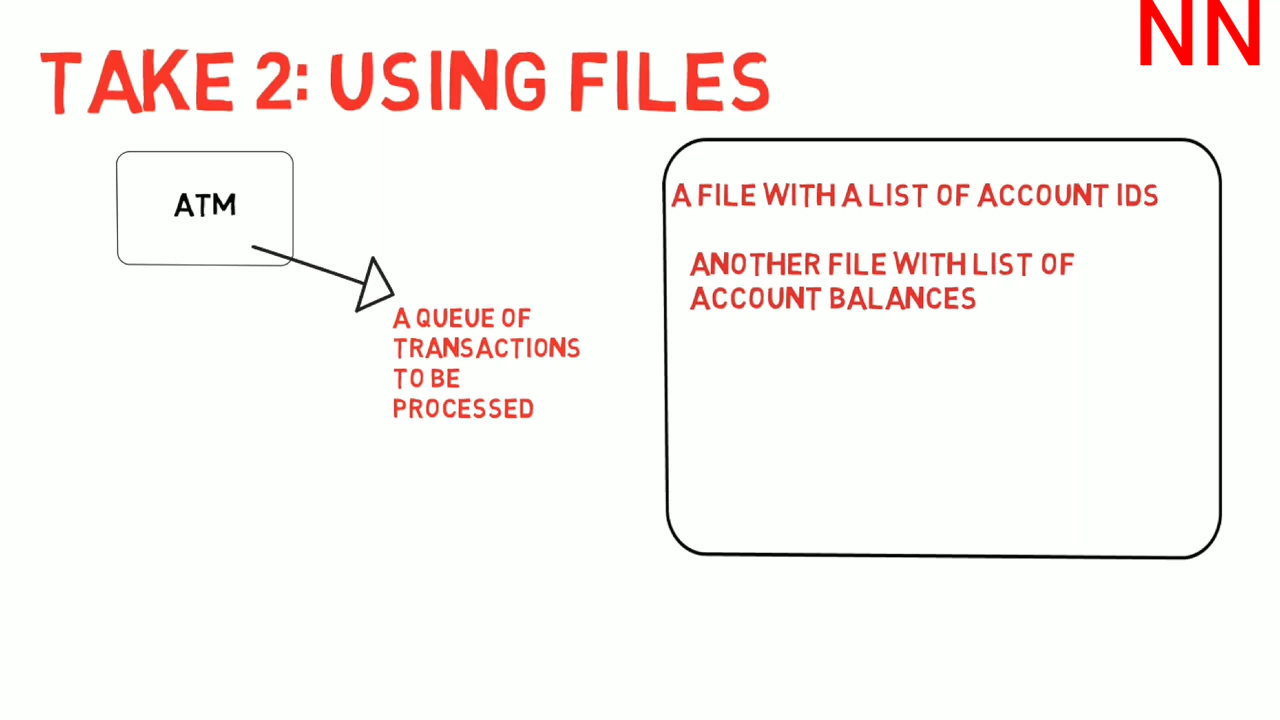 NN
TAKE 2: USING FILES
ATM
A QUEUE OF
TRANSACTIONS
TO BE
PROCESSED
A FILE WITH A LIST OF ACCOUNT IDS
ANOTHER FILE WITH LIST OF
ACCOUNT BALANCES